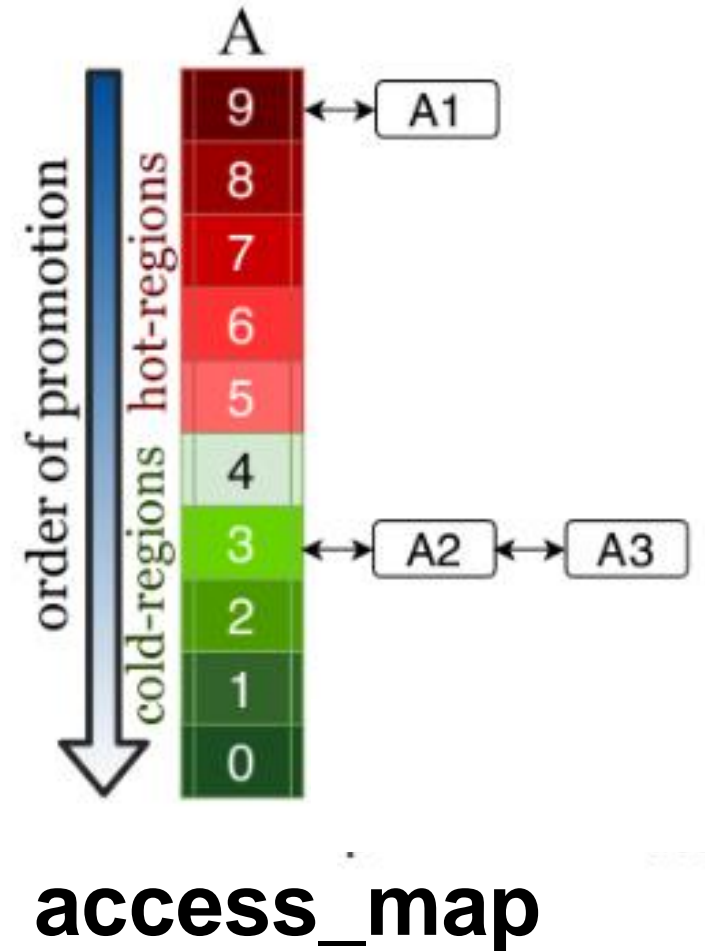 A
order of promotion
hot-regions
cold-regions
9
A1
8
7
6
5
4
3
A2
A3
2
1
0
access_map